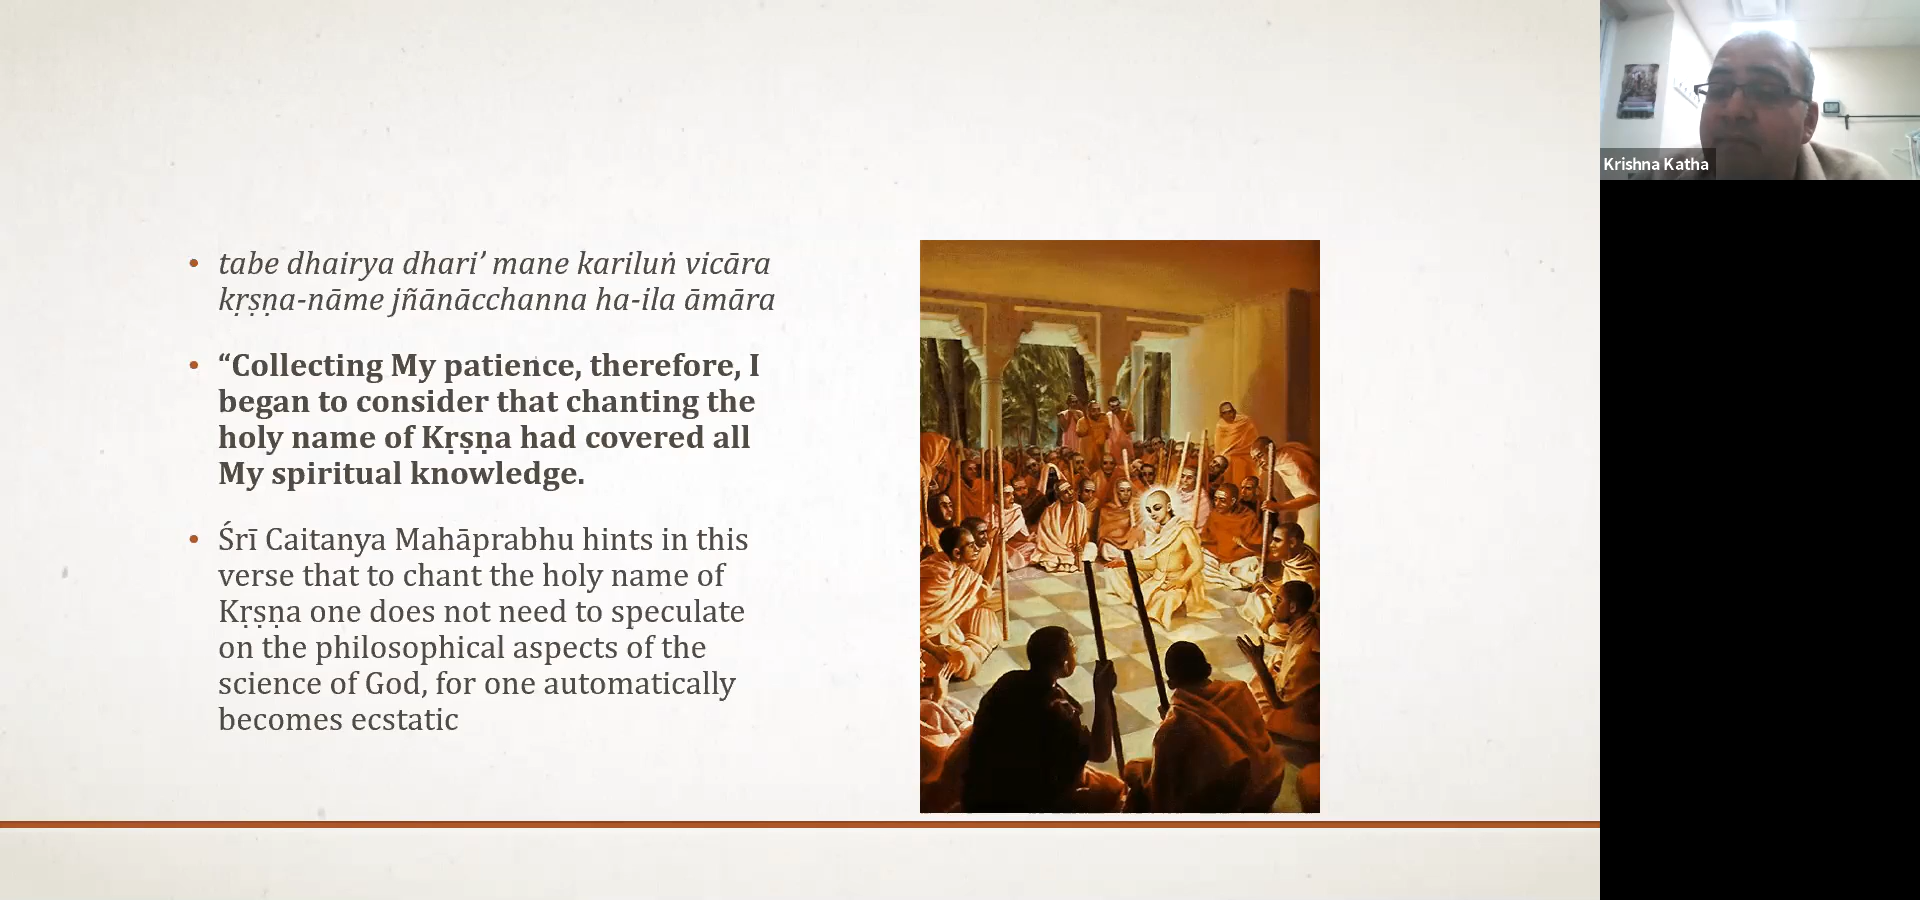 tabe dhairya dhari’ mane kariluṅ vicāra
kṛṣṇa-nāme jñānācchanna ha-ila āmāra
“Collecting My patience, therefore, I
began to consider that chanting the
holy name of Kṛṣṇa had covered all
My spiritual knowledge.
Śrī Caitanya Mahāprabhu hints in this
verse that to chant the holy name of
Kṛṣṇa one does not need to speculate
on the philosophical aspects of the
science of God, for one automatically
becomes ecstatic
Krishna Katha